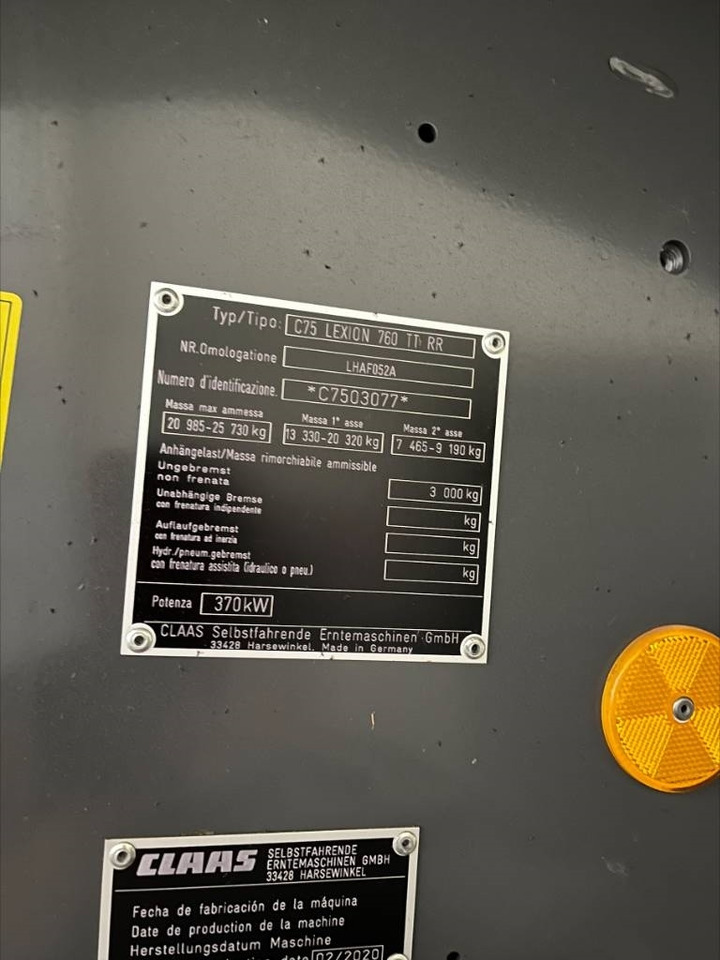 Typ/Tipo: C75 LEXION 760 TT RR
NR.Omologatione LHAF052A
Numero d'identificazione. *C7503077*
Massa max ammessa Massa 1° asse Massa 2° asse
20 985-25 730 kg 13 330-20 320 kg 7 465-9 190 kg
Anhängelast/Massa rimorchiabile ammissible
Ungebremst
non frenata 3 000 kg
Unabhängige Bremse
con frenatura indipendente kg
Auflaufgebremst
con frenatura ad inerzia kg
Hydr./pneum.gebremst
con frenatura assistita (idraulico o pneu.) kg
Potenza 370kW
CLAAS Selbstfahrende Erntemaschinen GmbH
33428 Harsewinkel, Made in Germany
CLAAS SELBSTFAHRENDE
ERNTEMASCHINEN GMBH
33428 HARSEWINKEL
Fecha de fabricación de la máquina
Date de production de la machine
Herstellungsdatum Maschine
date 02/2020